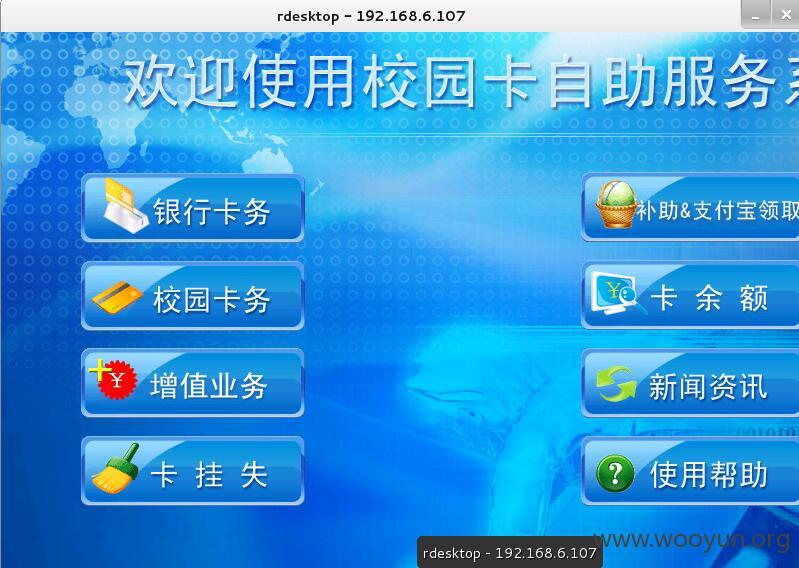 rdesktop - 192.168.6.107
欢迎使用校园卡自助服务系
银行卡务
补助&支付宝领取
校园卡务
卡余额
增值业务
新闻资讯
卡挂失
使用帮助
rdesktop - 192.168.6.107
www.wooyun.org